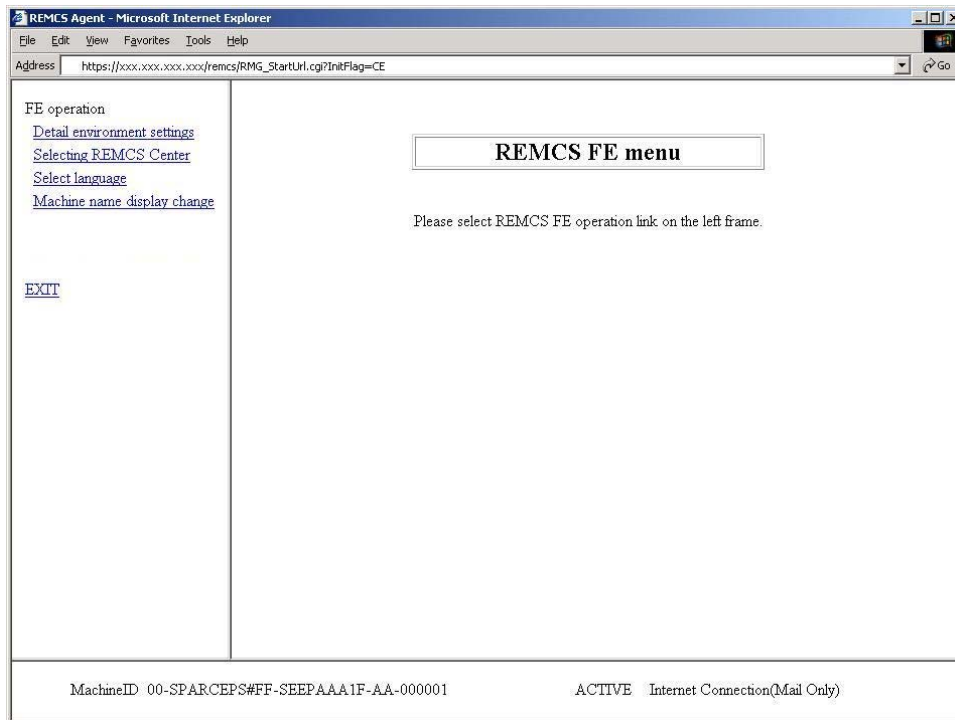 REMCS Agent - Microsoft Internet Explorer
File Edit View Favorites Tools Help
Address https://xxx.xxx.xxx.xxx/remcs/RMG_StartUrl.cgi?InitFlag=CE Go
FE operation
Detail environment settings
Selecting REMCS Center
Select language
Machine name display change
EXIT
REMCS FE menu
Please select REMCS FE operation link on the left frame.
MachineID 00-SPARCEPS#FF-SEEPAAA1F-AA-000001 ACTIVE Internet Connection(Mail Only)